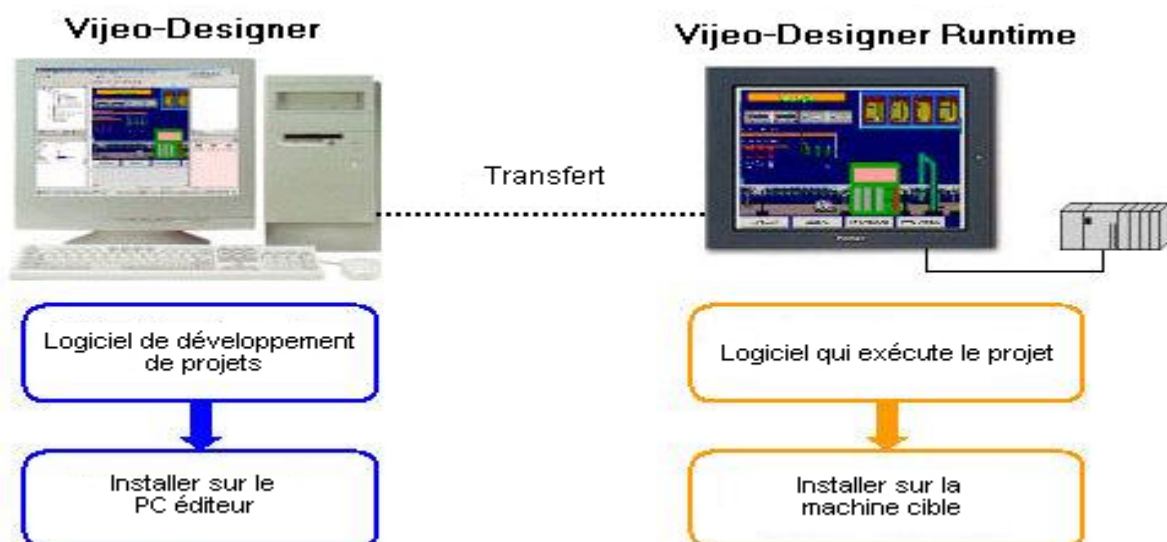 Vijeo-Designer
Vijeo-Designer Runtime
Transfert
Logiciel de développement
de projets
Installer sur le
PC éditeur
Logiciel qui exécute le projet
Installer sur la
machine cible